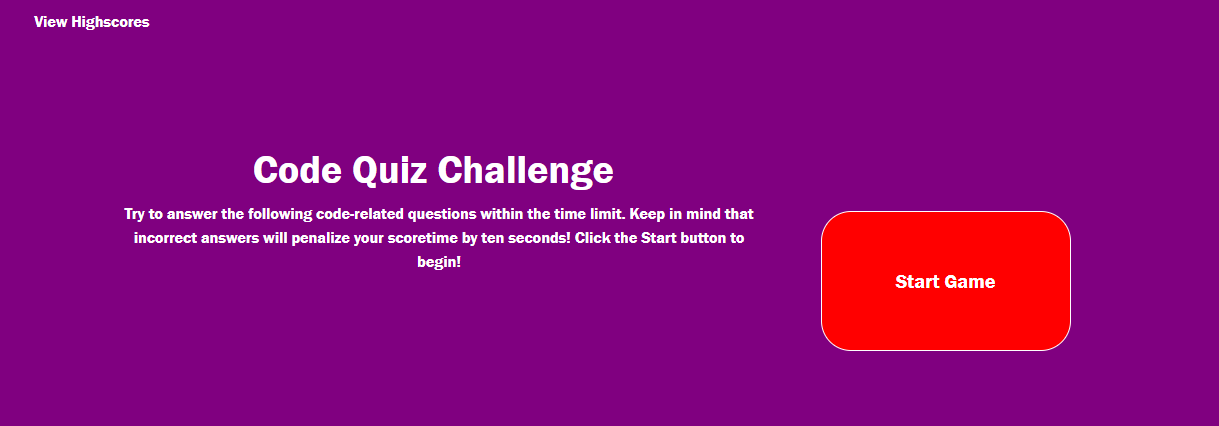 View Highscores
Code Quiz Challenge
Try to answer the following code-related questions within the time limit. Keep in mind that
incorrect answers will penalize your scoretime by ten seconds! Click the Start button to
begin!
Start Game